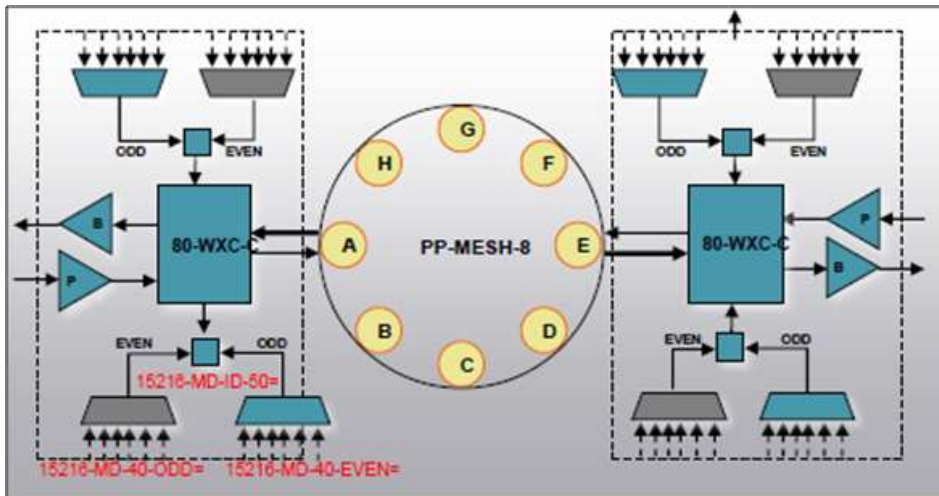 ODD EVEN
ODD EVEN
G
H F
B 80-WXC-C A PP-MESH-8 E 80-WXC-C P
P B
B D
C
EVEN ODD
EVEN ODD
15216-MD-ID-50=
15216-MD-40-ODD= 15216-MD-40-EVEN=